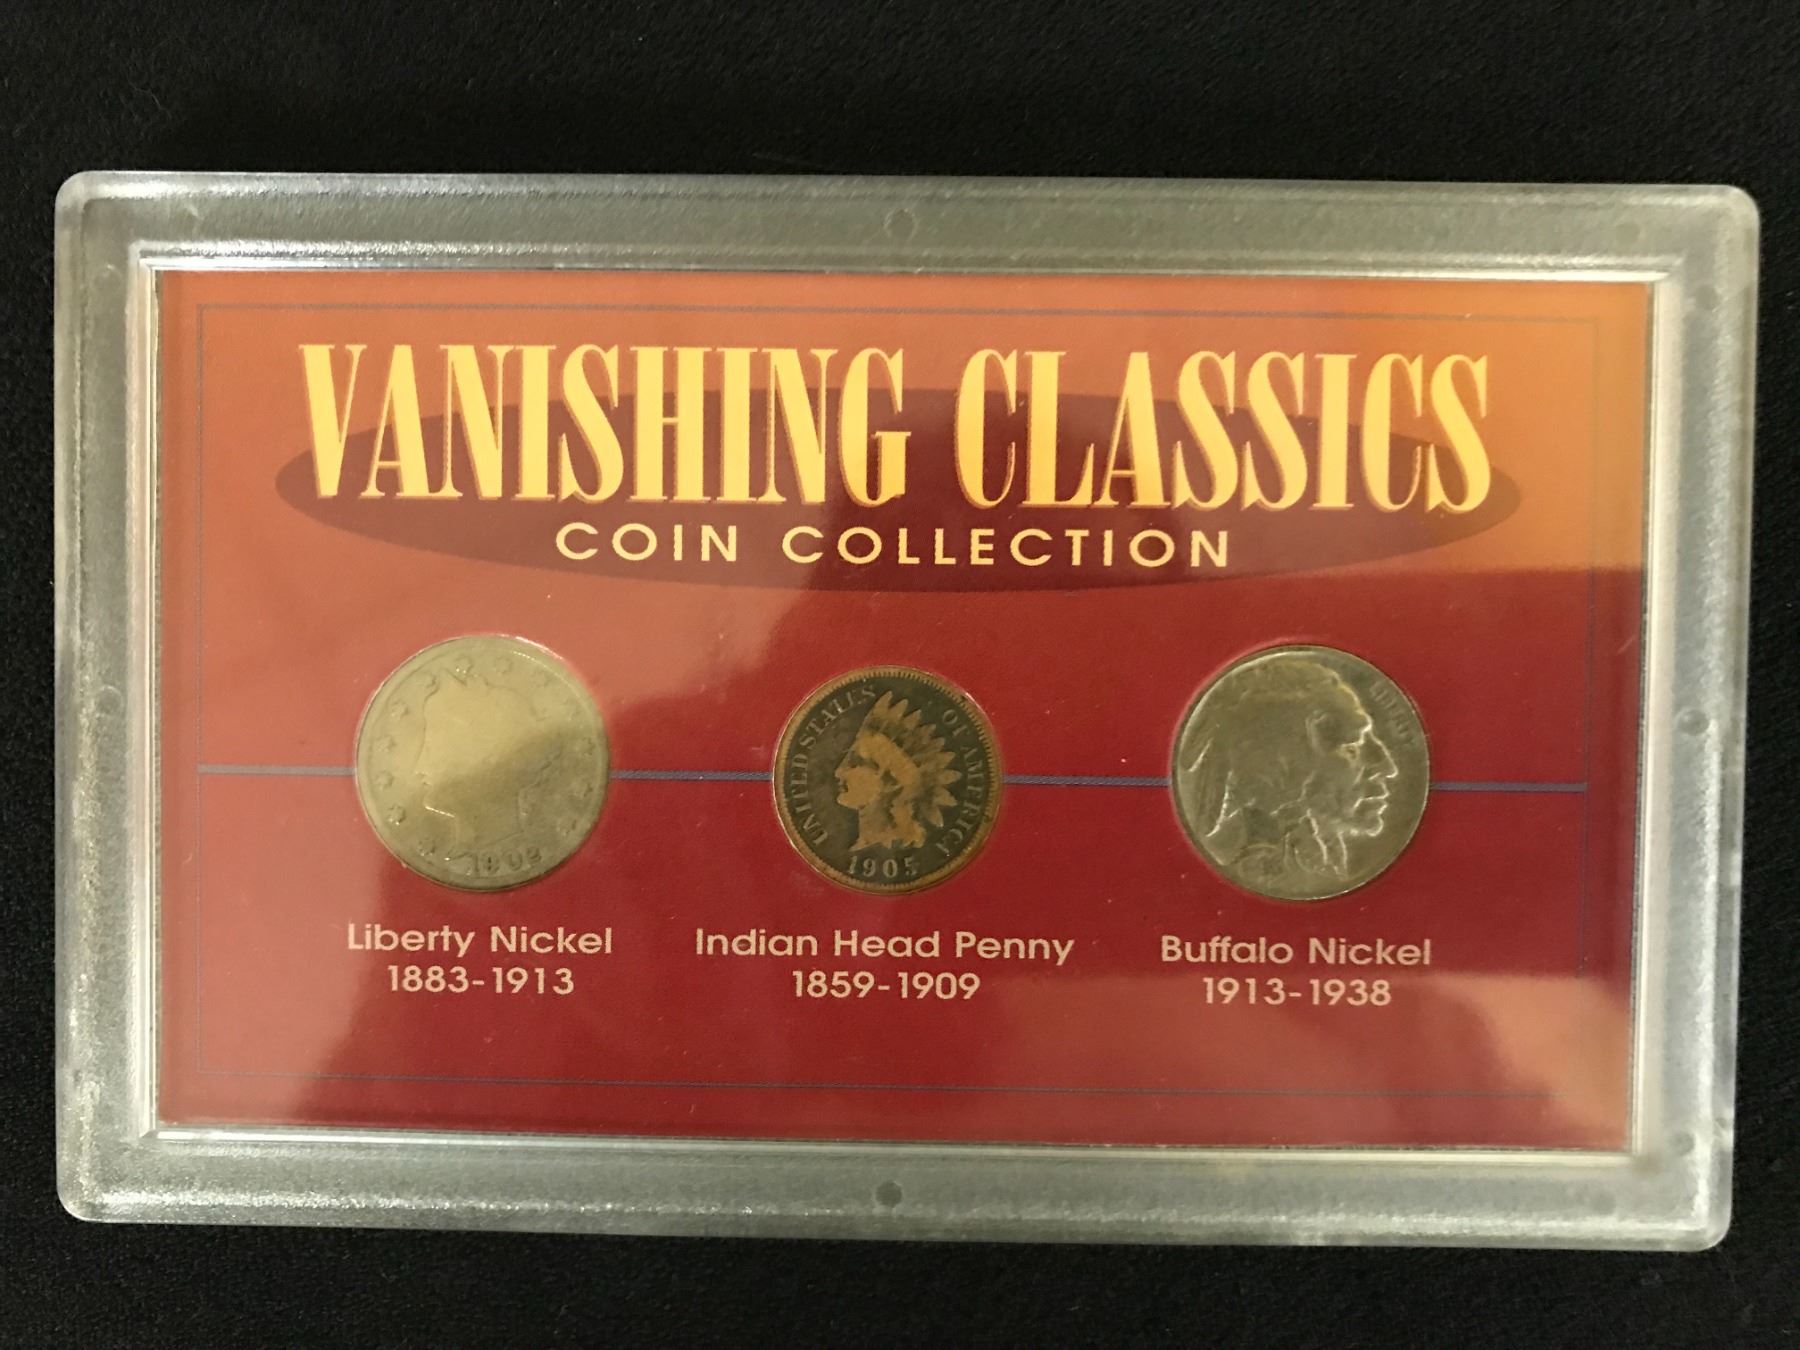 VANISHING CLASSICS
COIN COLLECTION
UNITED STATES OF AMERICA
1905
LIBERTY
Liberty Nickel
1883-1913
Indian Head Penny
1859-1909
Buffalo Nickel
1913-1938